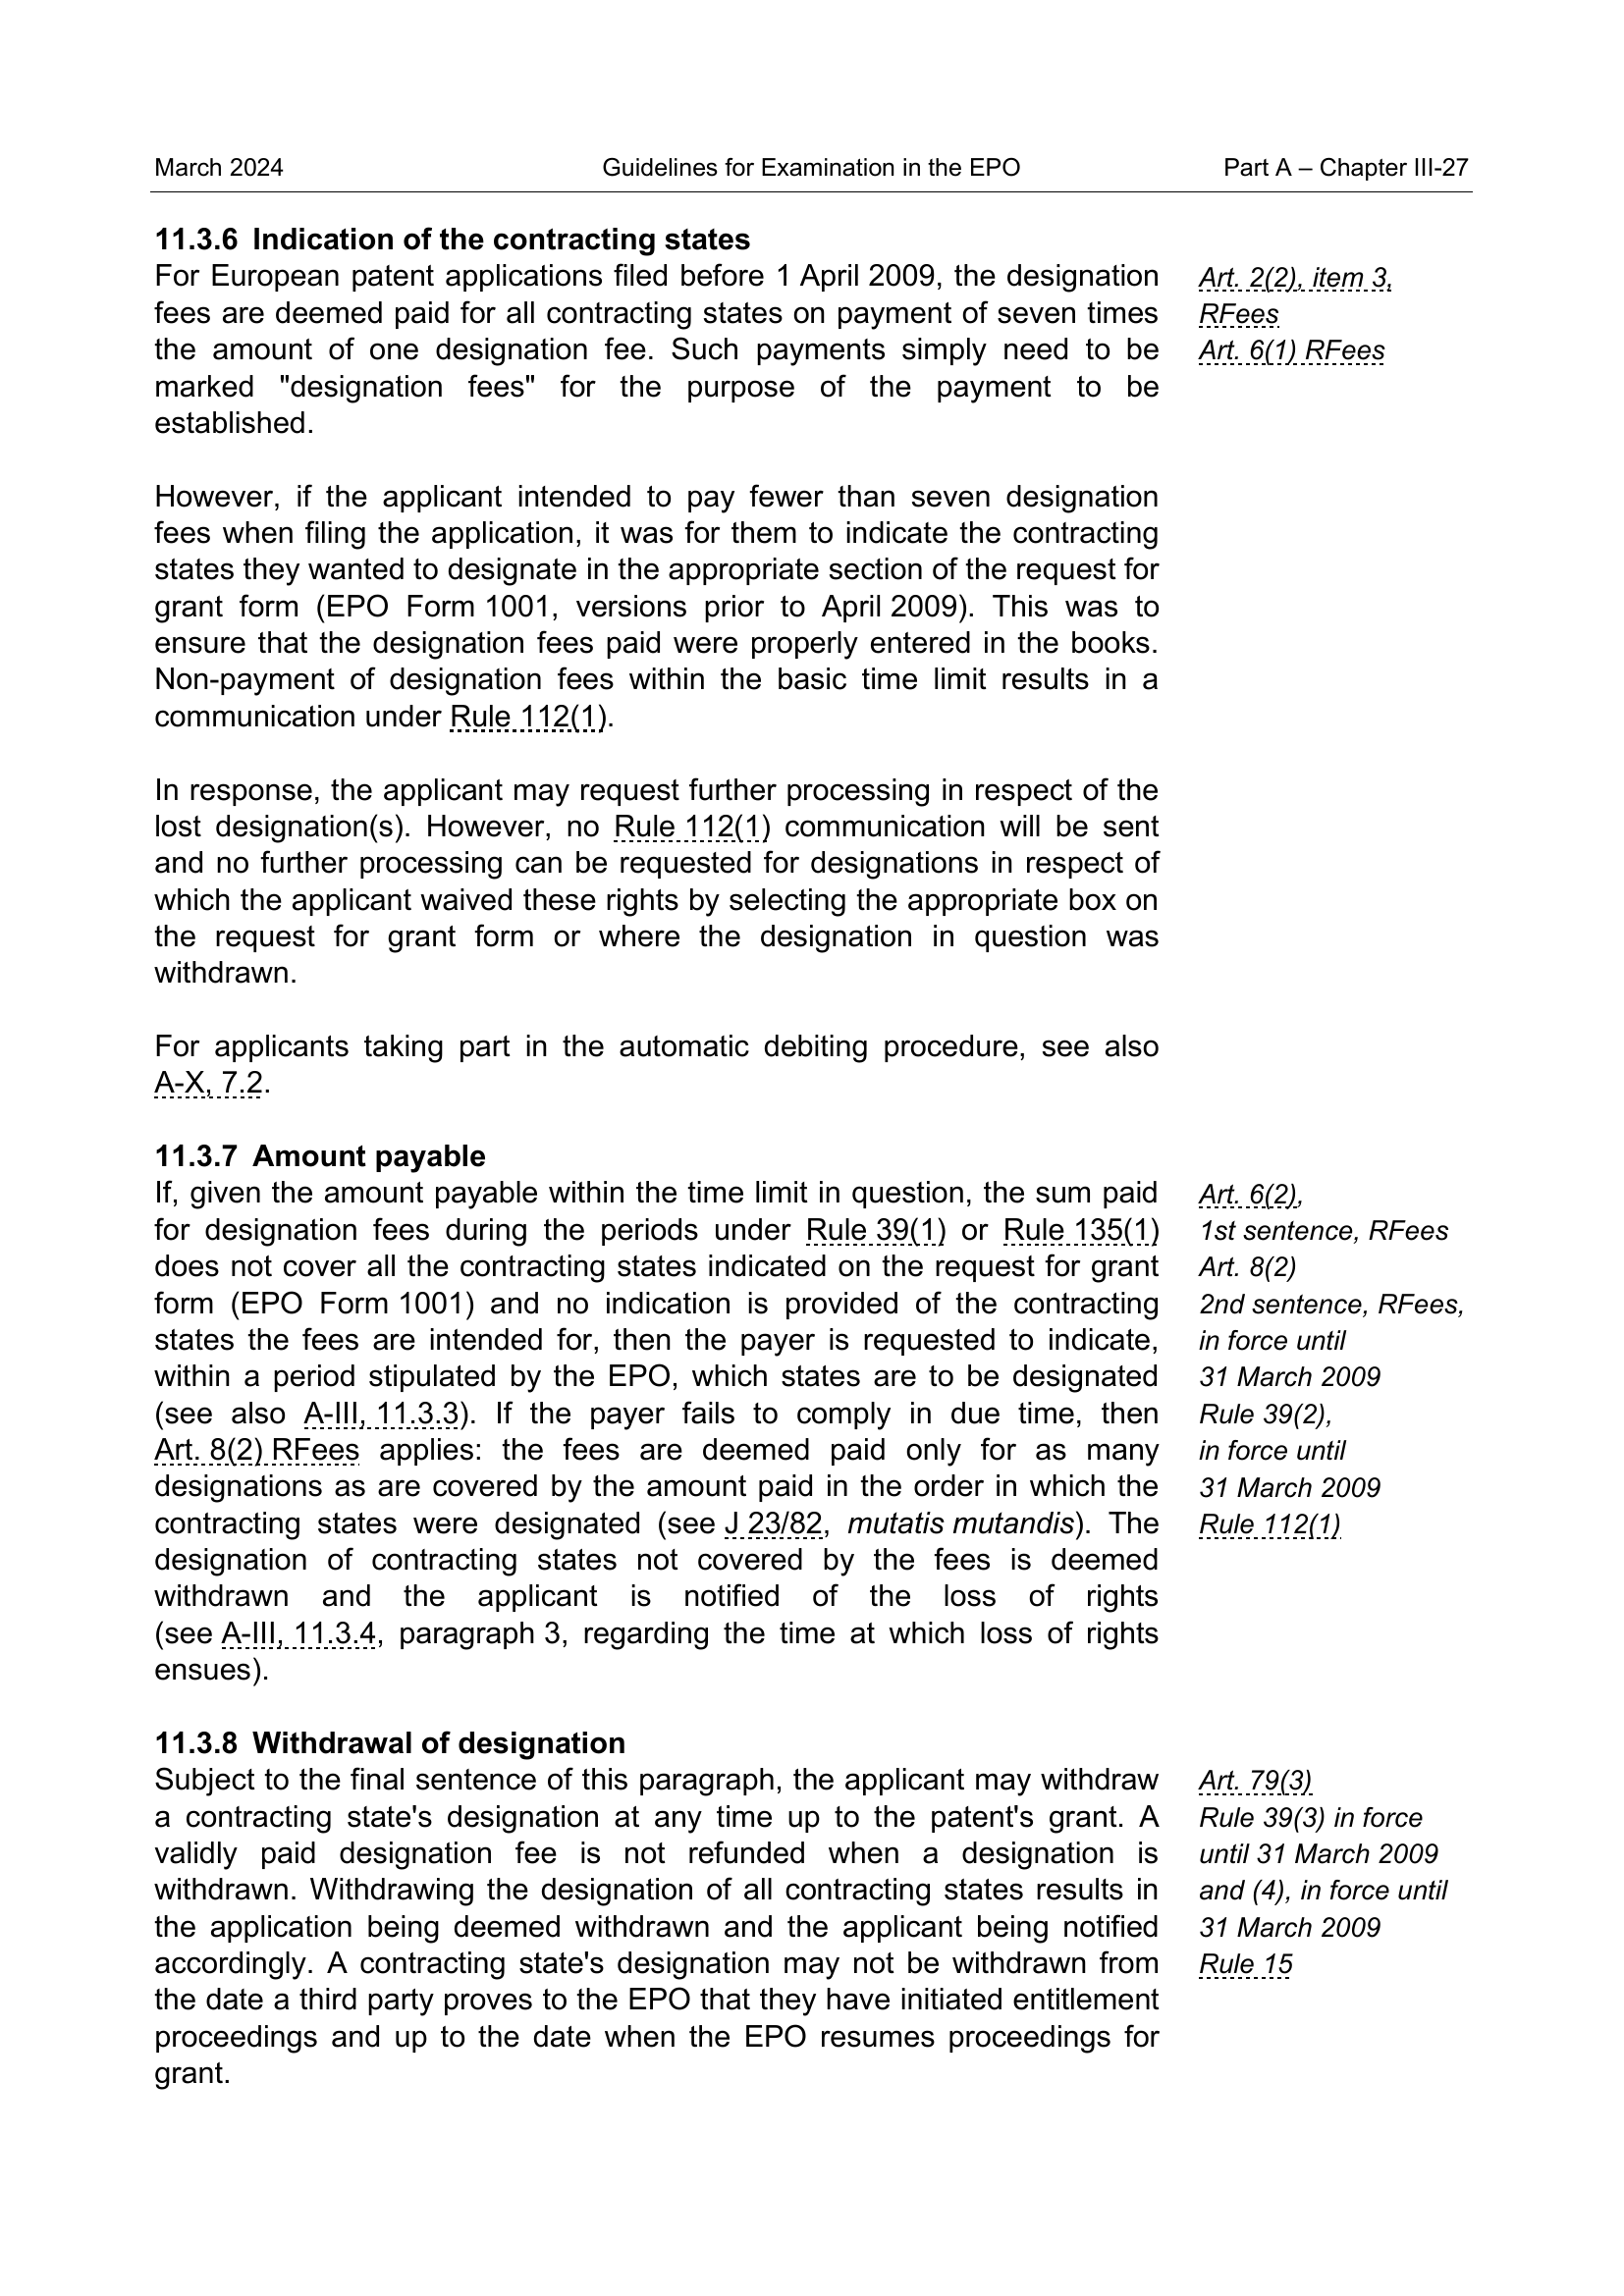 March 2024 Guidelines for Examination in the EPO Part A – Chapter III-27
11.3.6 Indication of the contracting states
For European patent applications filed before 1 April 2009, the designation
fees are deemed paid for all contracting states on payment of seven times
the amount of one designation fee. Such payments simply need to be
marked "designation fees" for the purpose of the payment to be
established.
Art. 2(2), item 3,
RFees
Art. 6(1) RFees
However, if the applicant intended to pay fewer than seven designation
fees when filing the application, it was for them to indicate the contracting
states they wanted to designate in the appropriate section of the request for
grant form (EPO Form 1001, versions prior to April 2009). This was to
ensure that the designation fees paid were properly entered in the books.
Non-payment of designation fees within the basic time limit results in a
communication under Rule 112(1).
In response, the applicant may request further processing in respect of the
lost designation(s). However, no Rule 112(1) communication will be sent
and no further processing can be requested for designations in respect of
which the applicant waived these rights by selecting the appropriate box on
the request for grant form or where the designation in question was
withdrawn.
For applicants taking part in the automatic debiting procedure, see also
A-X, 7.2.
11.3.7 Amount payable
If, given the amount payable within the time limit in question, the sum paid
for designation fees during the periods under Rule 39(1) or Rule 135(1)
does not cover all the contracting states indicated on the request for grant
form (EPO Form 1001) and no indication is provided of the contracting
states the fees are intended for, then the payer is requested to indicate,
within a period stipulated by the EPO, which states are to be designated
(see also A-III, 11.3.3). If the payer fails to comply in due time, then
Art. 8(2) RFees applies: the fees are deemed paid only for as many
designations as are covered by the amount paid in the order in which the
contracting states were designated (see J 23/82, mutatis mutandis). The
designation of contracting states not covered by the fees is deemed
withdrawn and the applicant is notified of the loss of rights
(see A-III, 11.3.4, paragraph 3, regarding the time at which loss of rights
ensues).
Art. 6(2),
1st sentence, RFees
Art. 8(2)
2nd sentence, RFees,
in force until
31 March 2009
Rule 39(2),
in force until
31 March 2009
Rule 112(1)
11.3.8 Withdrawal of designation
Subject to the final sentence of this paragraph, the applicant may withdraw
a contracting state's designation at any time up to the patent's grant. A
validly paid designation fee is not refunded when a designation is
withdrawn. Withdrawing the designation of all contracting states results in
the application being deemed withdrawn and the applicant being notified
accordingly. A contracting state's designation may not be withdrawn from
the date a third party proves to the EPO that they have initiated entitlement
proceedings and up to the date when the EPO resumes proceedings for
grant.
Art. 79(3)
Rule 39(3) in force
until 31 March 2009
and (4), in force until
31 March 2009
Rule 15